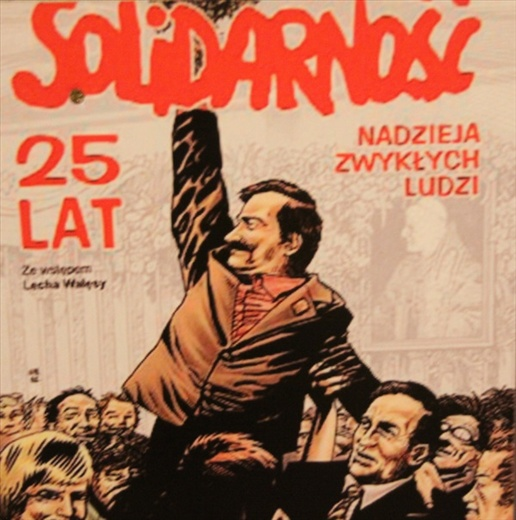 SOLIDARNOŚĆ
25
LAT
NADZIEJA
ZWYKŁYCH
LUDZI
Ze wstępem
Lecha Wałęsy